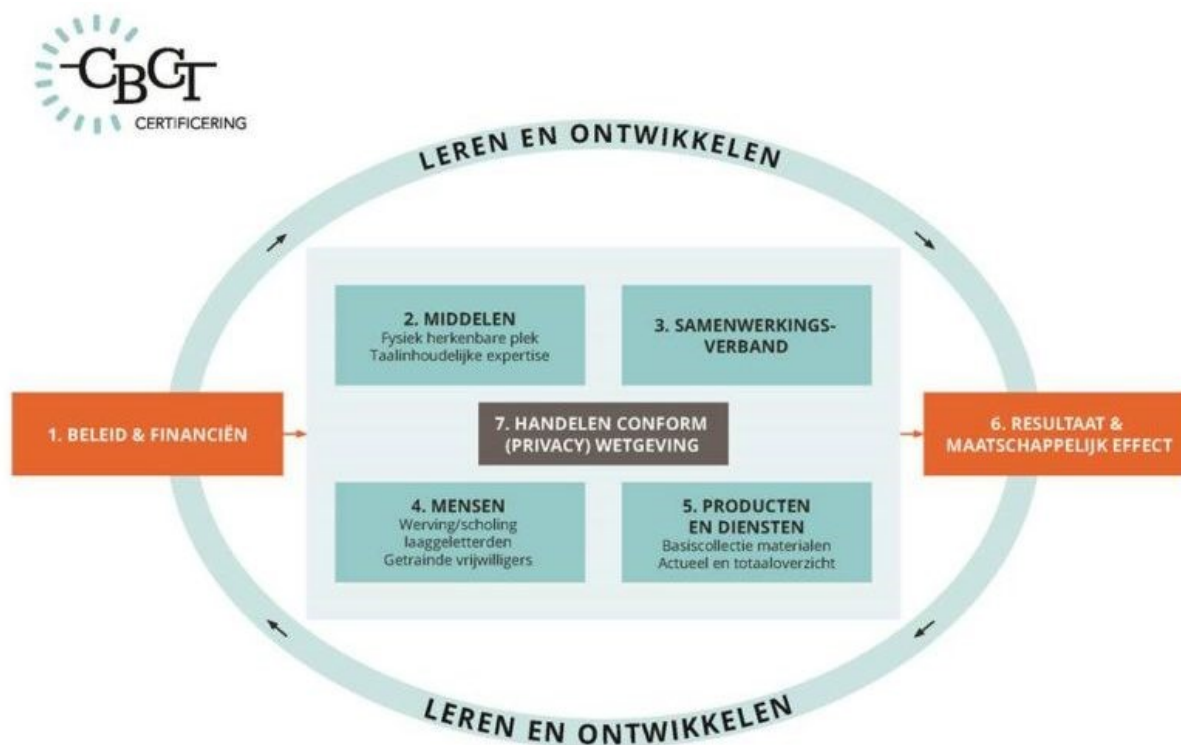 CBCT
CERTIFICERING
LEREN EN ONTWIKKELEN
2. MIDDELEN
Fysiek herkenbare plek
Taalinhoudelijke expertise
3. SAMENWERKINGS-
VERBAND
1. BELEID & FINANCIËN
7. HANDELEN CONFORM
(PRIVACY) WETGEVING
6. RESULTAAT &
MAATSCHAPPELIJK EFFECT
4. MENSEN
Werving/scholing
laaggeletterden
Getrainde vrijwilligers
5. PRODUCTEN
EN DIENSTEN
Basiscollectie materialen
Actueel en totaaloverzicht
LEREN EN ONTWIKKELEN